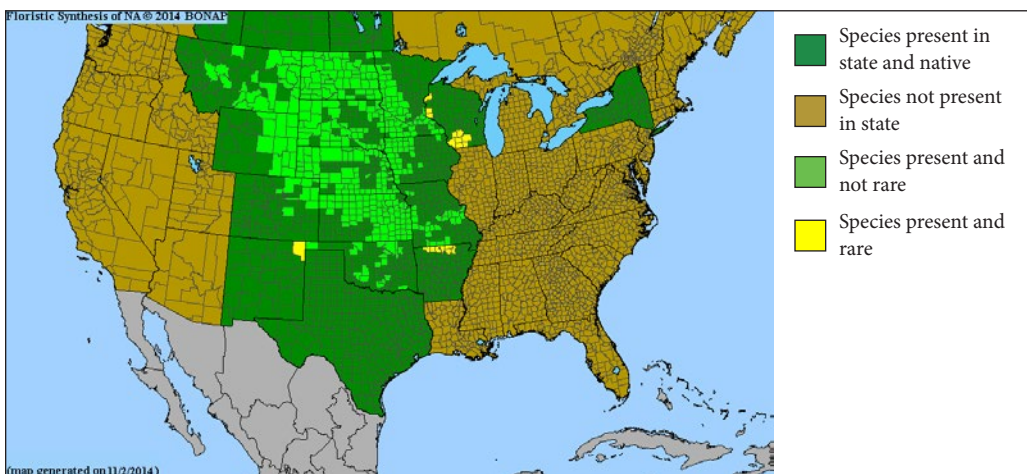 Floristic Synthesis of NA © 2014 BONAP
Species present in
state and native
Species not present
in state
Species present and
not rare
Species present and
rare
(map generated on 11/2/2014)